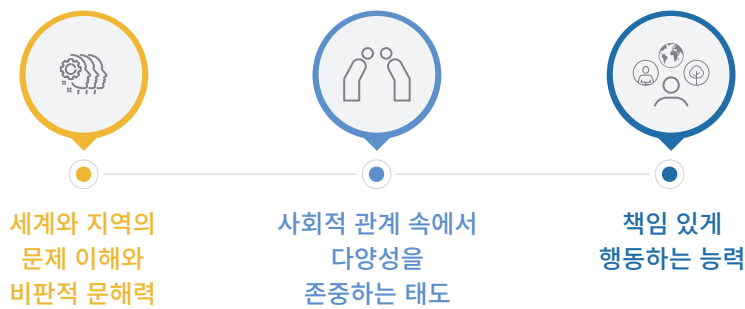 세계와 지역의
문제 이해와
비판적 문해력
사회적 관계 속에서
다양성을
존중하는 태도
책임 있게
행동하는 능력